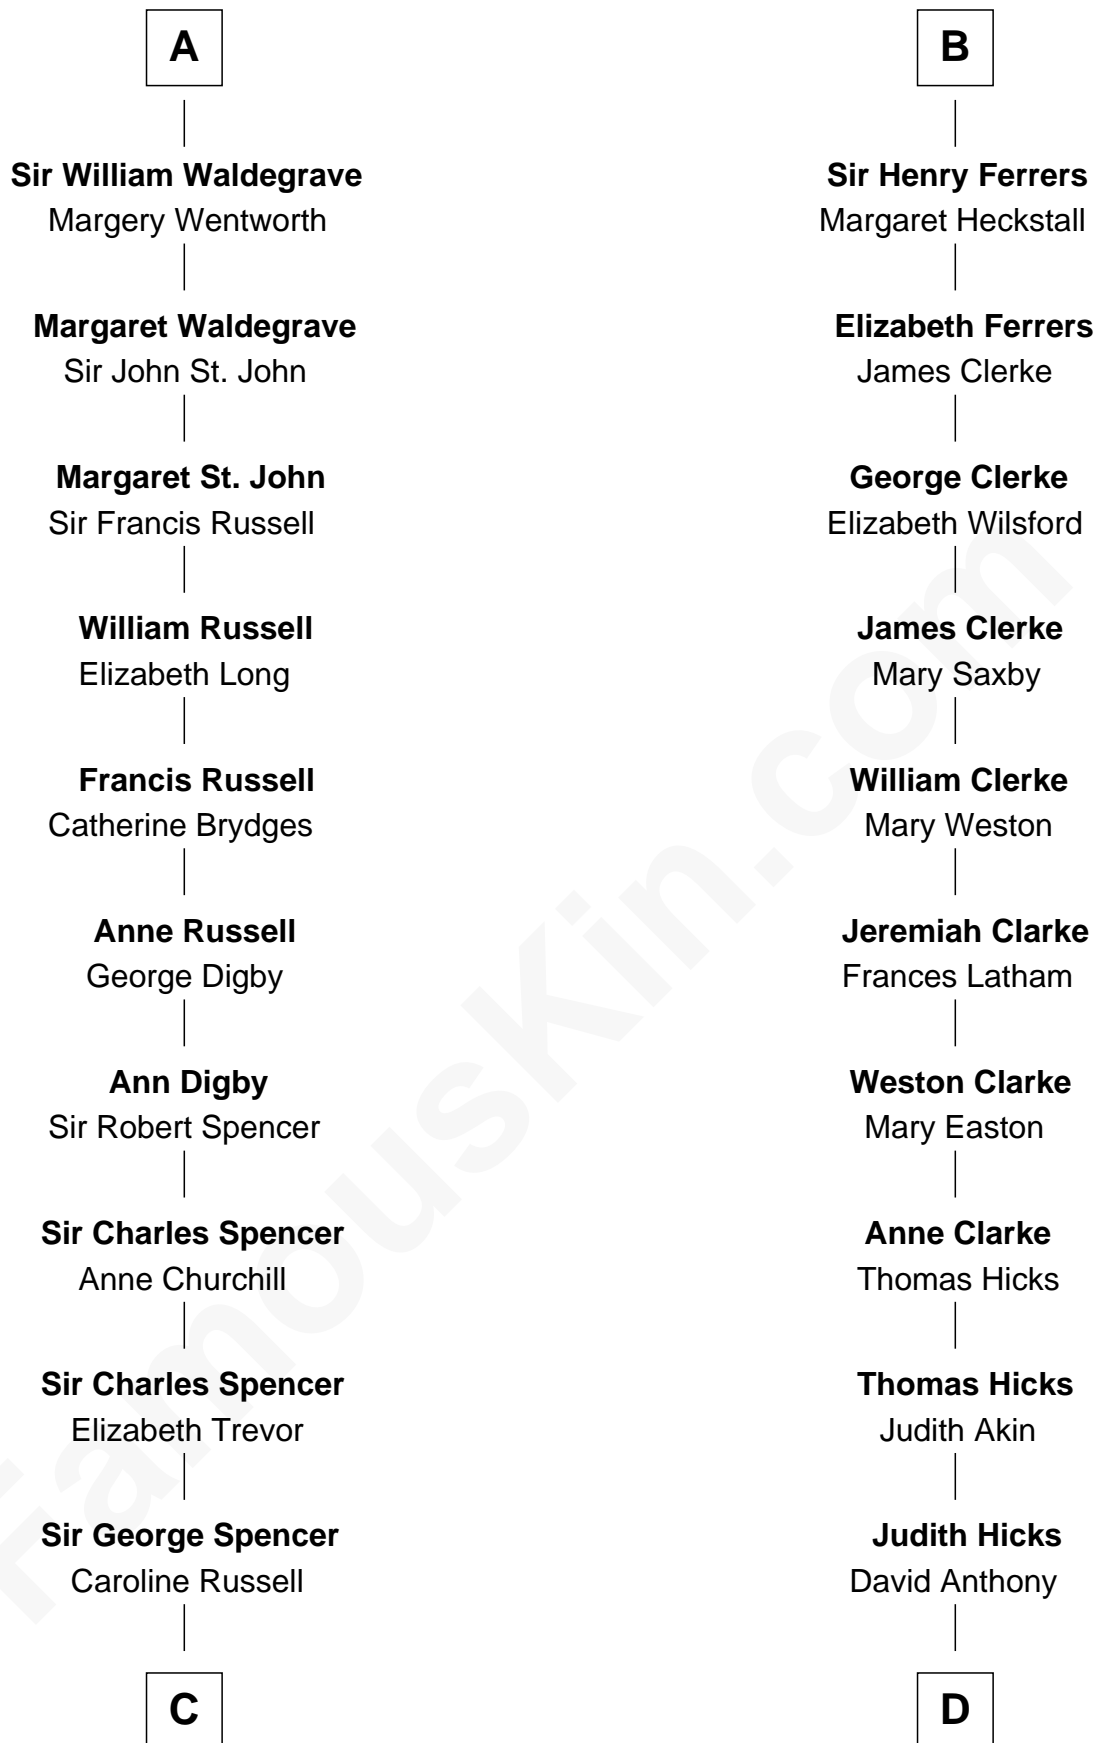 A
Sir William Waldegrave
Margery Wentworth
Margaret Waldegrave
Sir John St. John
Margaret St. John
Sir Francis Russell
William Russell
Elizabeth Long
Francis Russell
Catherine Brydges
Anne Russell
George Digby
Ann Digby
Sir Robert Spencer
Sir Charles Spencer
Anne Churchill
Sir Charles Spencer
Elizabeth Trevor
Sir George Spencer
Caroline Russell
C
B
Sir Henry Ferrers
Margaret Heckstall
Elizabeth Ferrers
James Clerke
George Clerke
Elizabeth Wilsford
James Clerke
Mary Saxby
William Clerke
Mary Weston
Jeremiah Clarke
Frances Latham
Weston Clarke
Mary Easton
Anne Clarke
Thomas Hicks
Thomas Hicks
Judith Akin
Judith Hicks
David Anthony
D
FamousKin.com